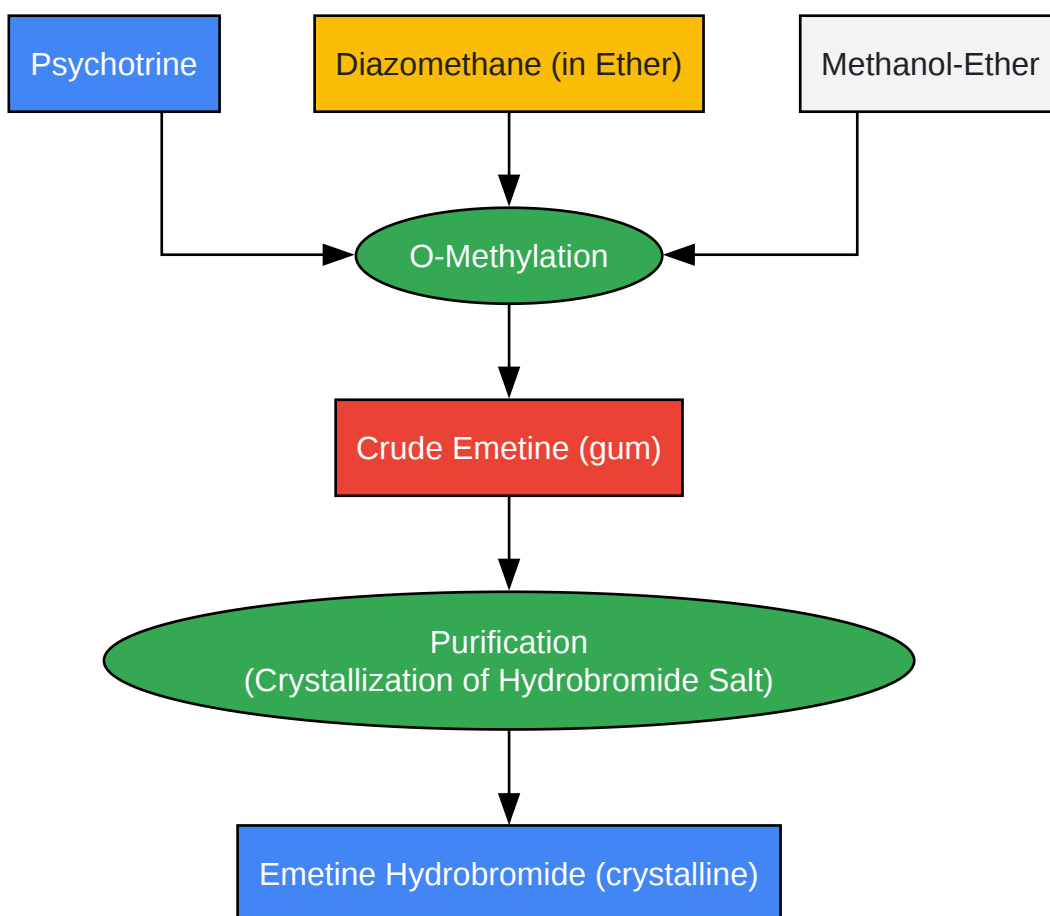 Psychotrine
Diazomethane (in Ether)
Methanol-Ether
O-Methylation
Crude Emetine (gum)
Purification
(Crystallization of Hydrobromide Salt)
Emetine Hydrobromide (crystalline)